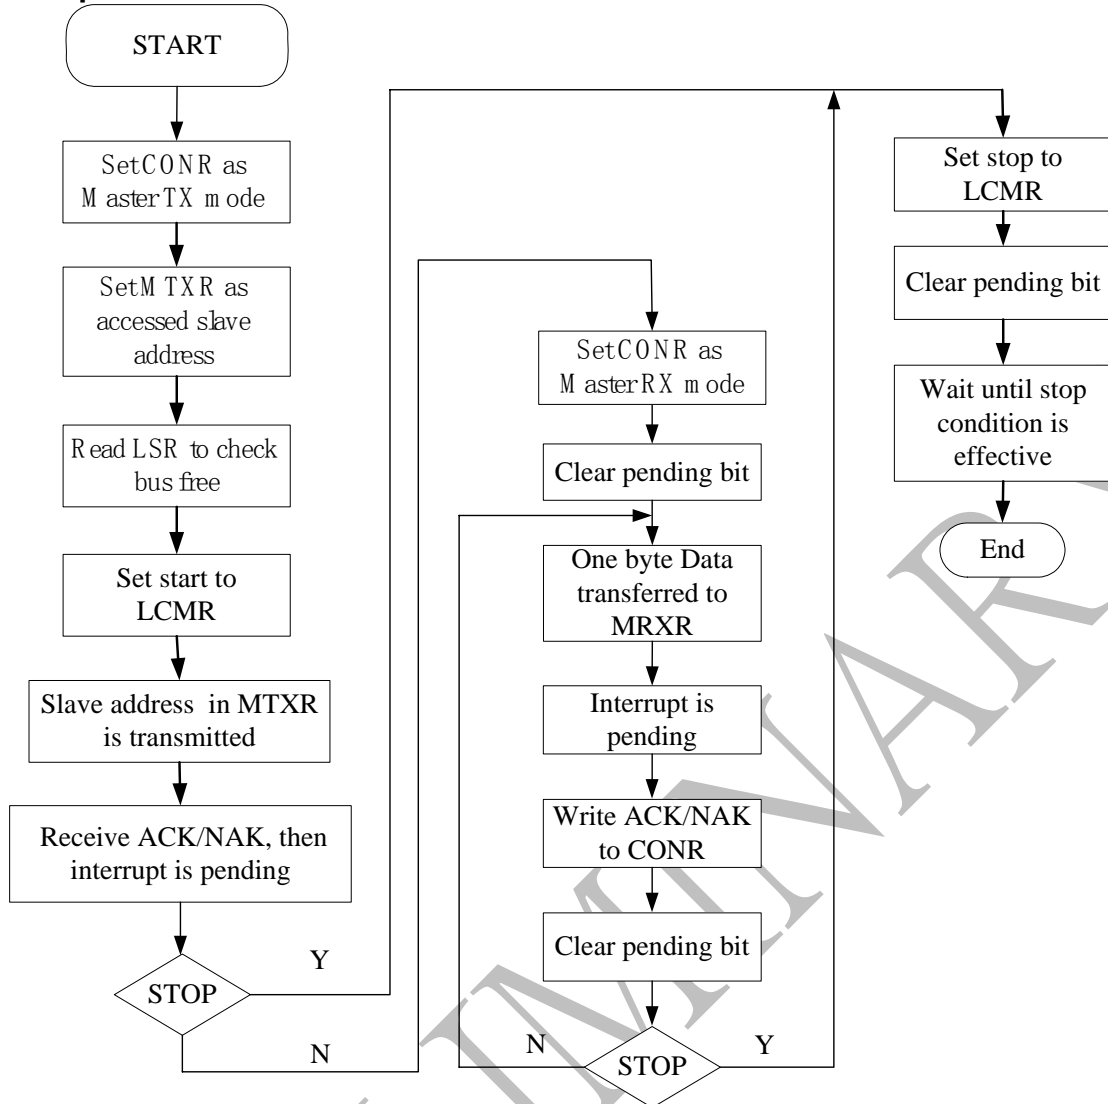 START
SetCONR as
MasterTX mode
SetMTXR as
accessed slave
address
Read LSR to check
bus free
Set start to
LCMR
Slave address in MTXR
is transmitted
Receive ACK/NAK, then
interrupt is pending
STOP
Y
N
SetCONR as
MasterRX mode
Clear pending bit
One byte Data
transferred to
MRXR
Interrupt is
pending
Write ACK/NAK
to CONR
Clear pending bit
STOP
N
Y
Set stop to
LCMR
Clear pending bit
Wait until stop
condition is
effective
End